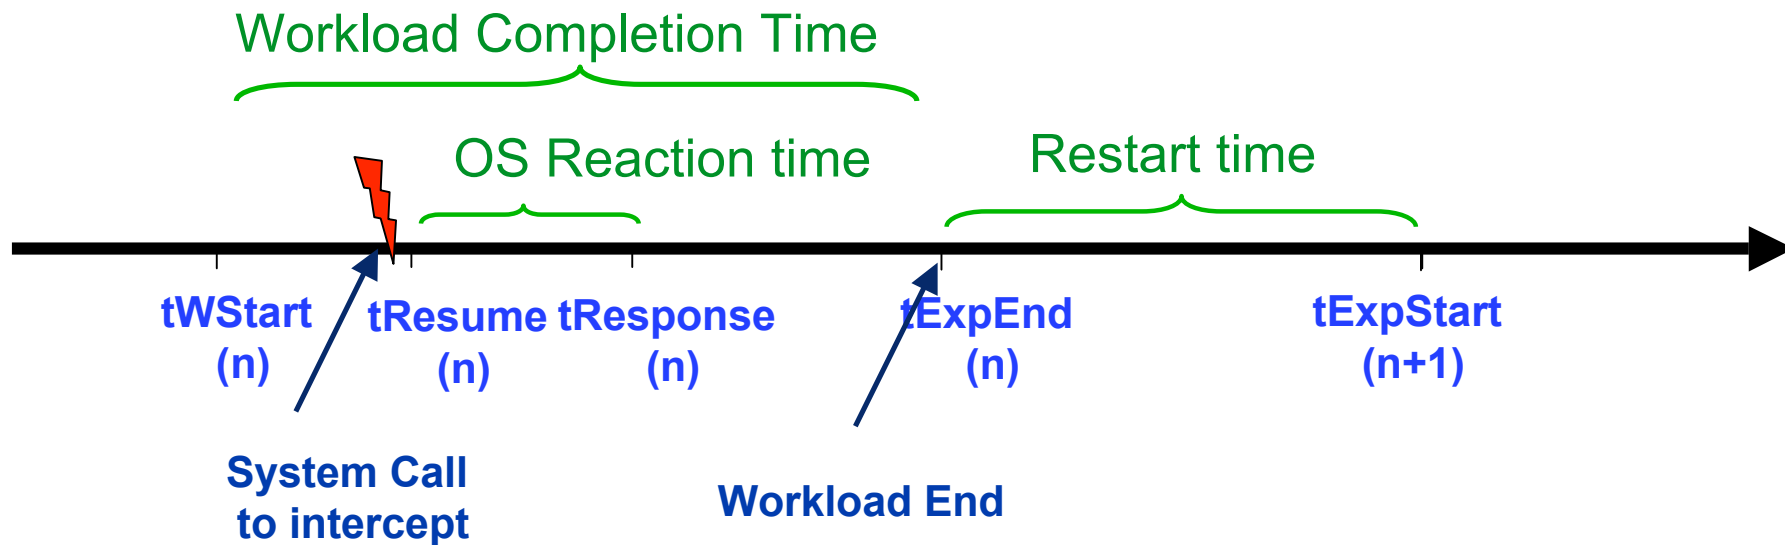 Workload Completion Time
OS Reaction time
Restart time
tWStart
(n)
tResume
(n)
tResponse
(n)
tExpEnd
(n)
tExpStart
(n+1)
System Call
to intercept
Workload End